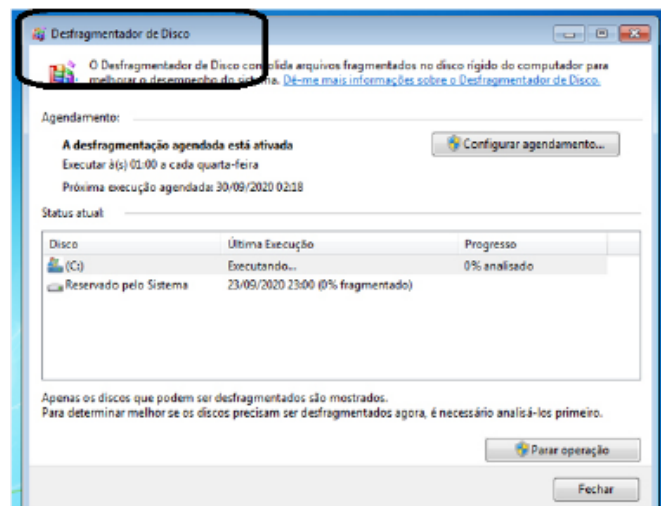 Desfragmentador de Disco
O Desfragmentador de Disco consolida arquivos fragmentados no disco rígido do computador para
melhorar o desempenho do sistema. Dê-me mais informações sobre o Desfragmentador de Disco.
Agendamento:
A desfragmentação agendada está ativada
Configurar agendamento...
Executar à(s) 01:00 a cada quarta-feira
Próxima execução agendada: 30/09/2020 02:18
Status atual:
Disco Última Execução Progresso
(C:) Executando... 0% analisado
Reservado pelo Sistema 23/09/2020 23:00 (0% fragmentado)
Apenas os discos que podem ser desfragmentados são mostrados.
Para determinar melhor se os discos precisam ser desfragmentados agora, é necessário analisá-los primeiro.
Parar operação
Fechar